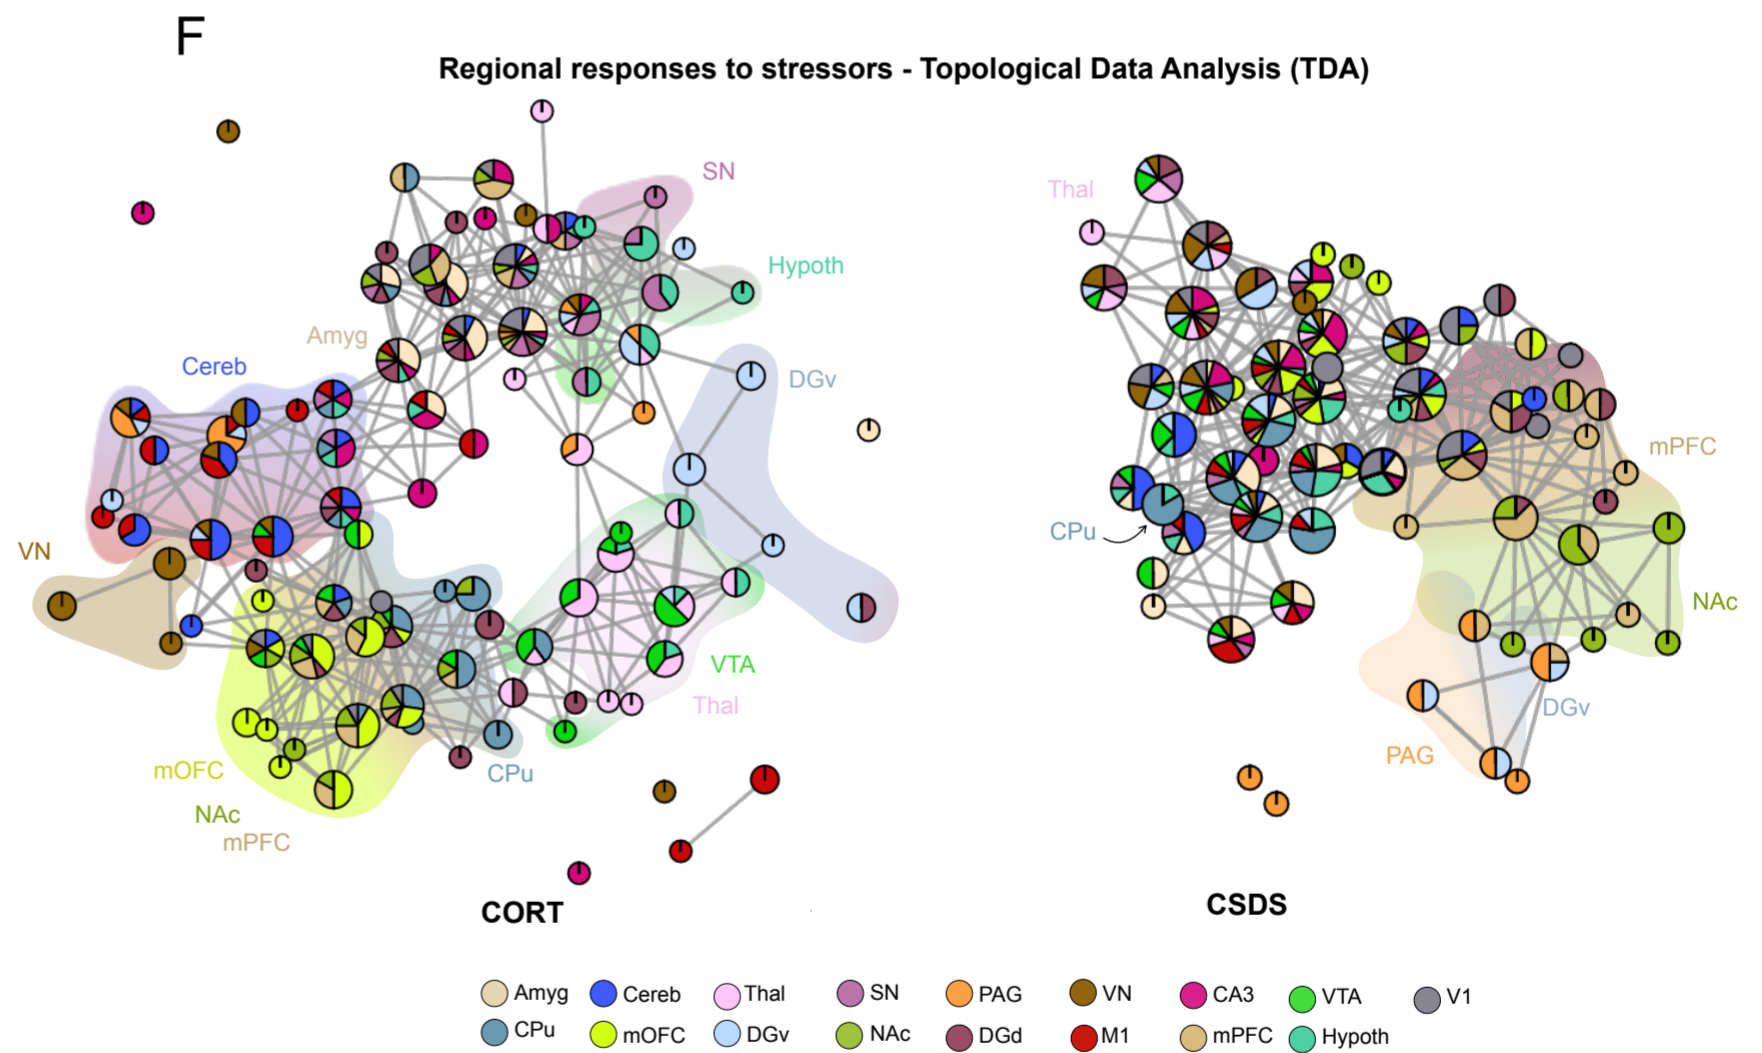 F
Regional responses to stressors - Topological Data Analysis (TDA)
SN
Thal
Hypoth
Amyg
Cereb
DGv
mPFC
CPu
VN
NAc
VTA
Thal
DGv
PAG
mOFC
CPu
NAc
mPFC
CORT
CSDS
Amyg Cereb Thal SN PAG VN CA3 VTA V1
CPu mOFC DGv NAc DGd M1 mPFC Hypoth